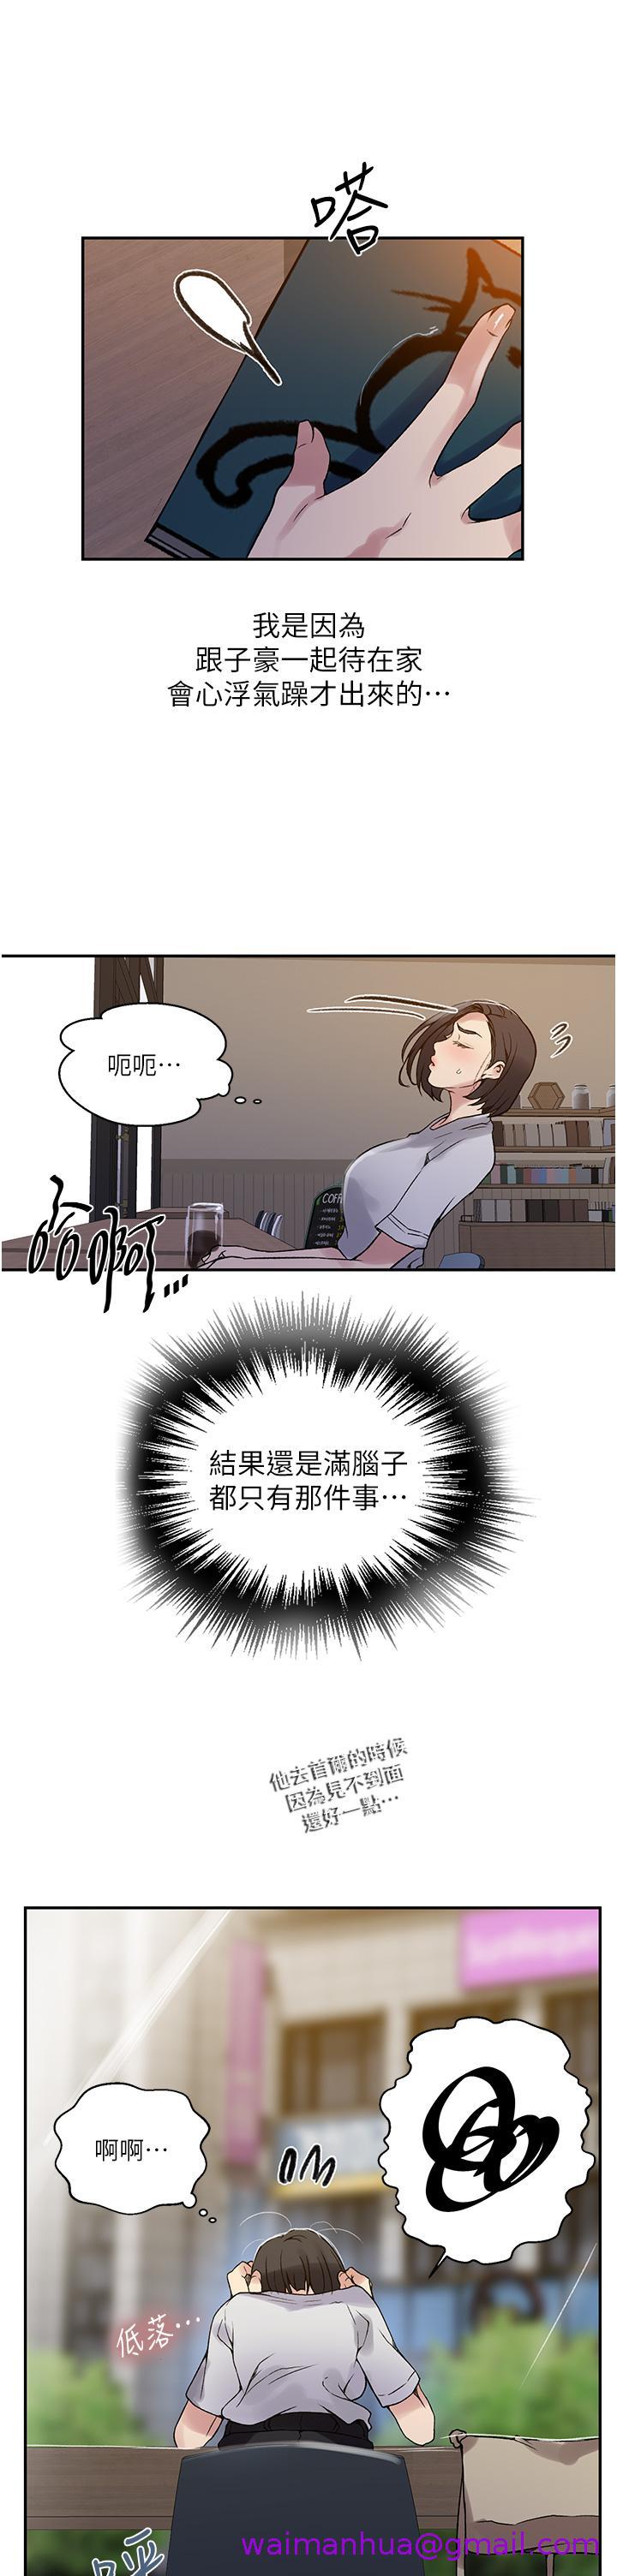 嗒
我是因為
跟子豪一起待在家
會心浮氣躁才出來的⋯
呃呃⋯
COFF
哈啊⋯
結果還是滿腦子
都只有那件事⋯
他去首爾的時候
因為見不到面
還好一點⋯
啊啊⋯
低落⋯
呼
waimanhua@gmail.com